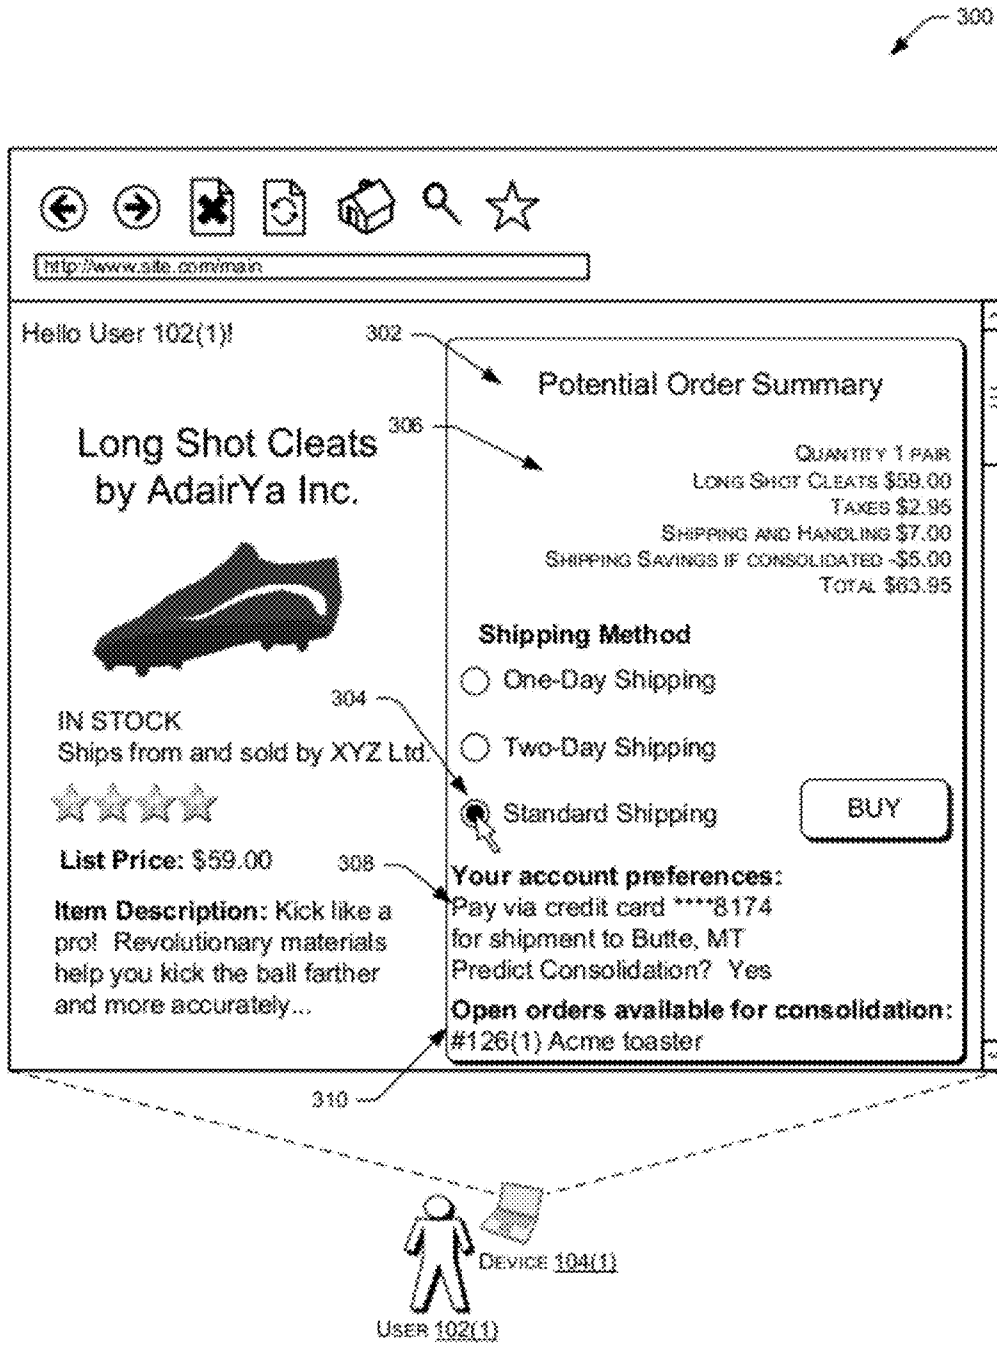 300
http://www.site.com/main
Hello User 102(1)!
Long Shot Cleats
by AdairYa Inc.
IN STOCK
Ships from and sold by XYZ Ltd.
List Price: $59.00
Item Description: Kick like a
pro! Revolutionary materials
help you kick the ball farther
and more accurately...
302
Potential Order Summary
306
QUANTITY 1 PAIR
LONG SHOT CLEATS $59.00
TAXES $2.95
SHIPPING AND HANDLING $7.00
SHIPPING SAVINGS IF CONSOLIDATED -$5.00
TOTAL $63.95
Shipping Method
One-Day Shipping
304
Two-Day Shipping
Standard Shipping
BUY
308
Your account preferences:
Pay via credit card ****8174
for shipment to Butte, MT
Predict Consolidation? Yes
Open orders available for consolidation:
#126(1) Acme toaster
310
DEVICE 104(1)
USER 102(1)